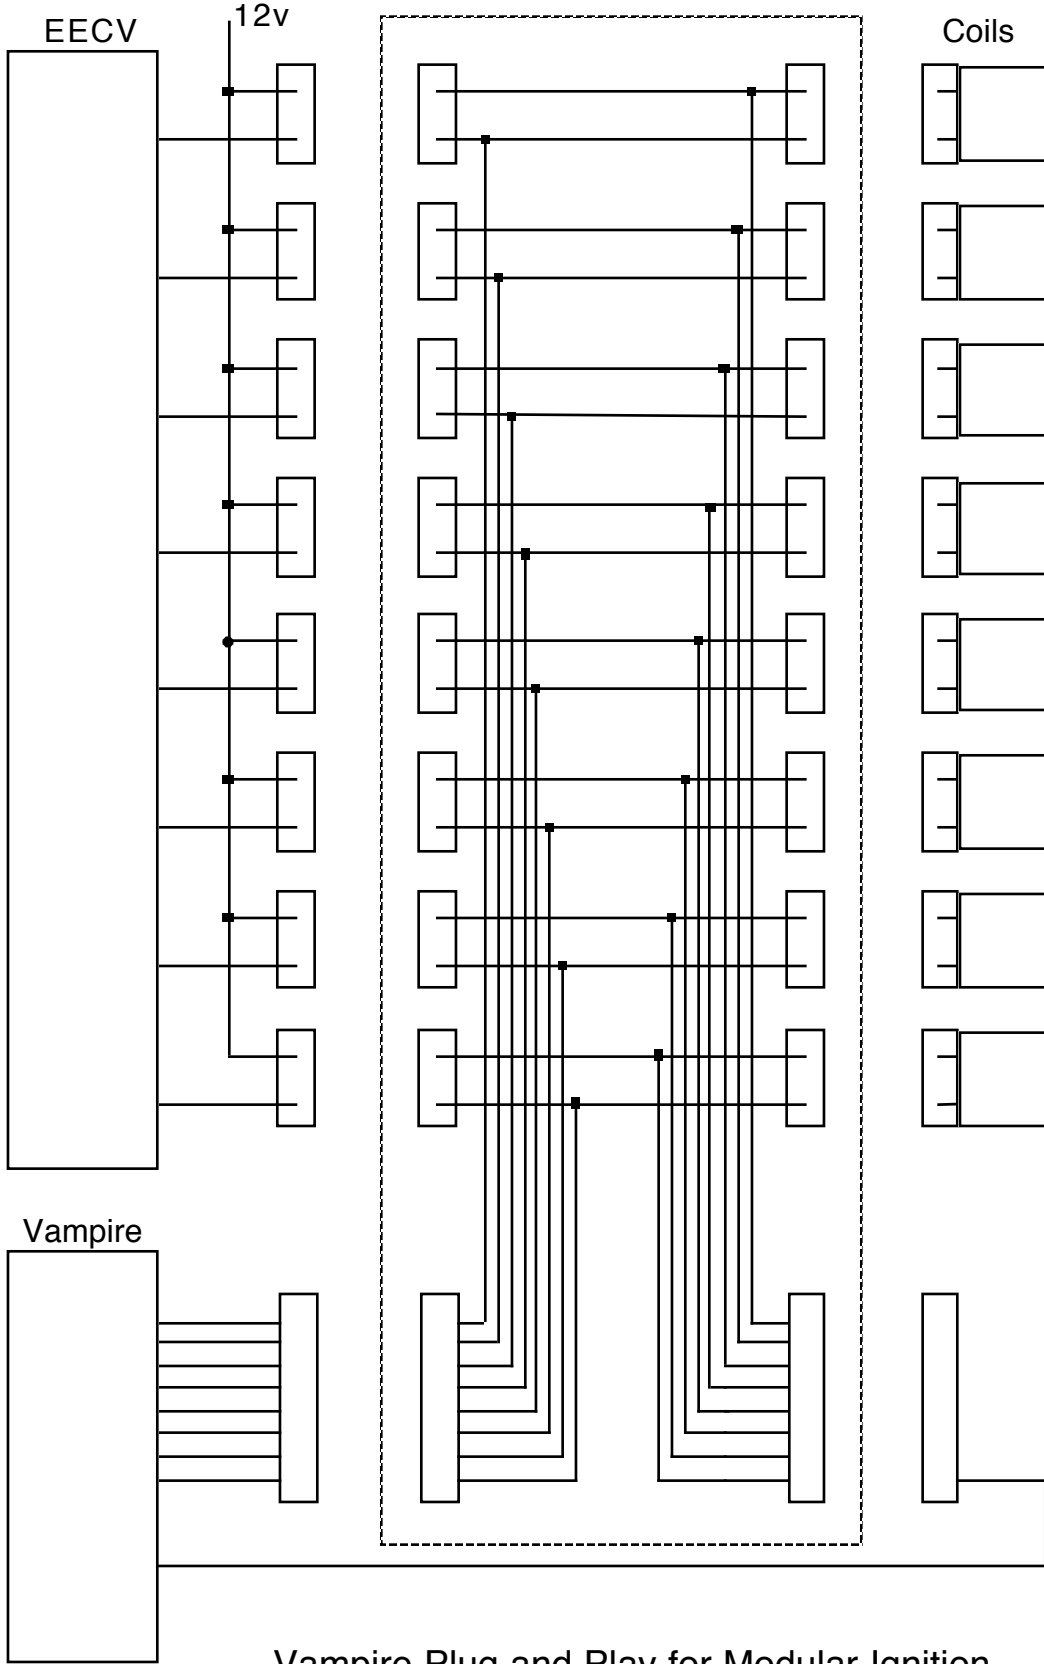 EECV
12v
Coils
Vampire
Vampire Plug and Play for Modular Ignition